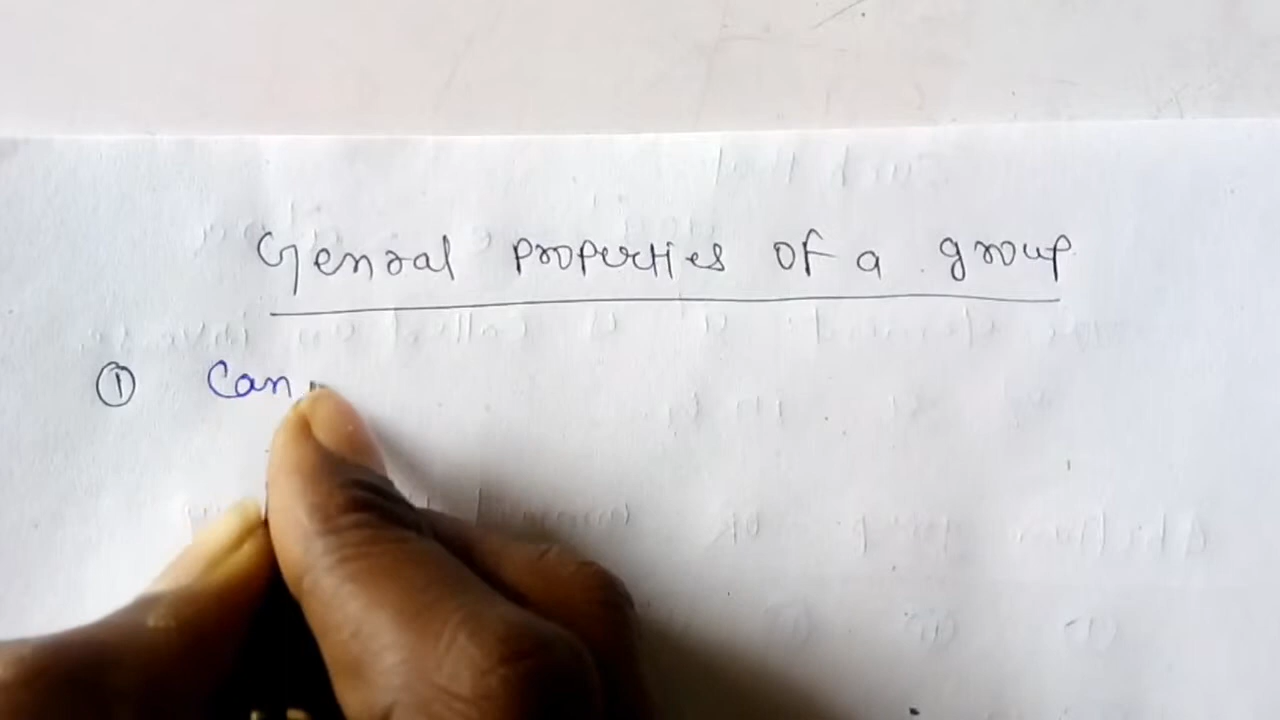 Genral properties of a group
① Can